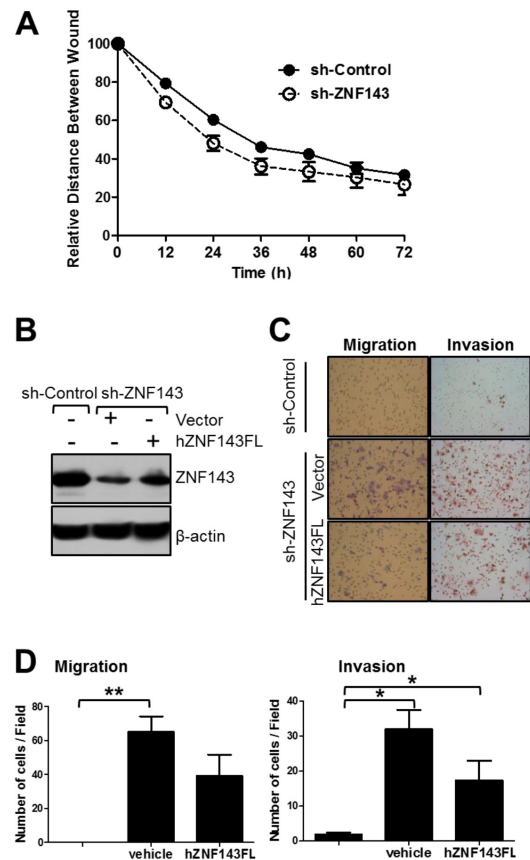 A
Relative Distance Between Wound
100
80
60
40
20
0
sh-Control
sh-ZNF143
0 12 24 36 48 60 72
Time (h)
B
sh-Control sh-ZNF143
- + - Vector
- - + hZNF143FL
ZNF143
β-actin
C
Migration Invasion
sh-Control
sh-ZNF143
Vector
hZNF143FL
D
Migration
Number of cells / Field
80
60
40
20
0
**
vehicle hZNF143FL
Invasion
Number of cells / Field
40
30
20
10
0
*
*
vehicle hZNF143FL